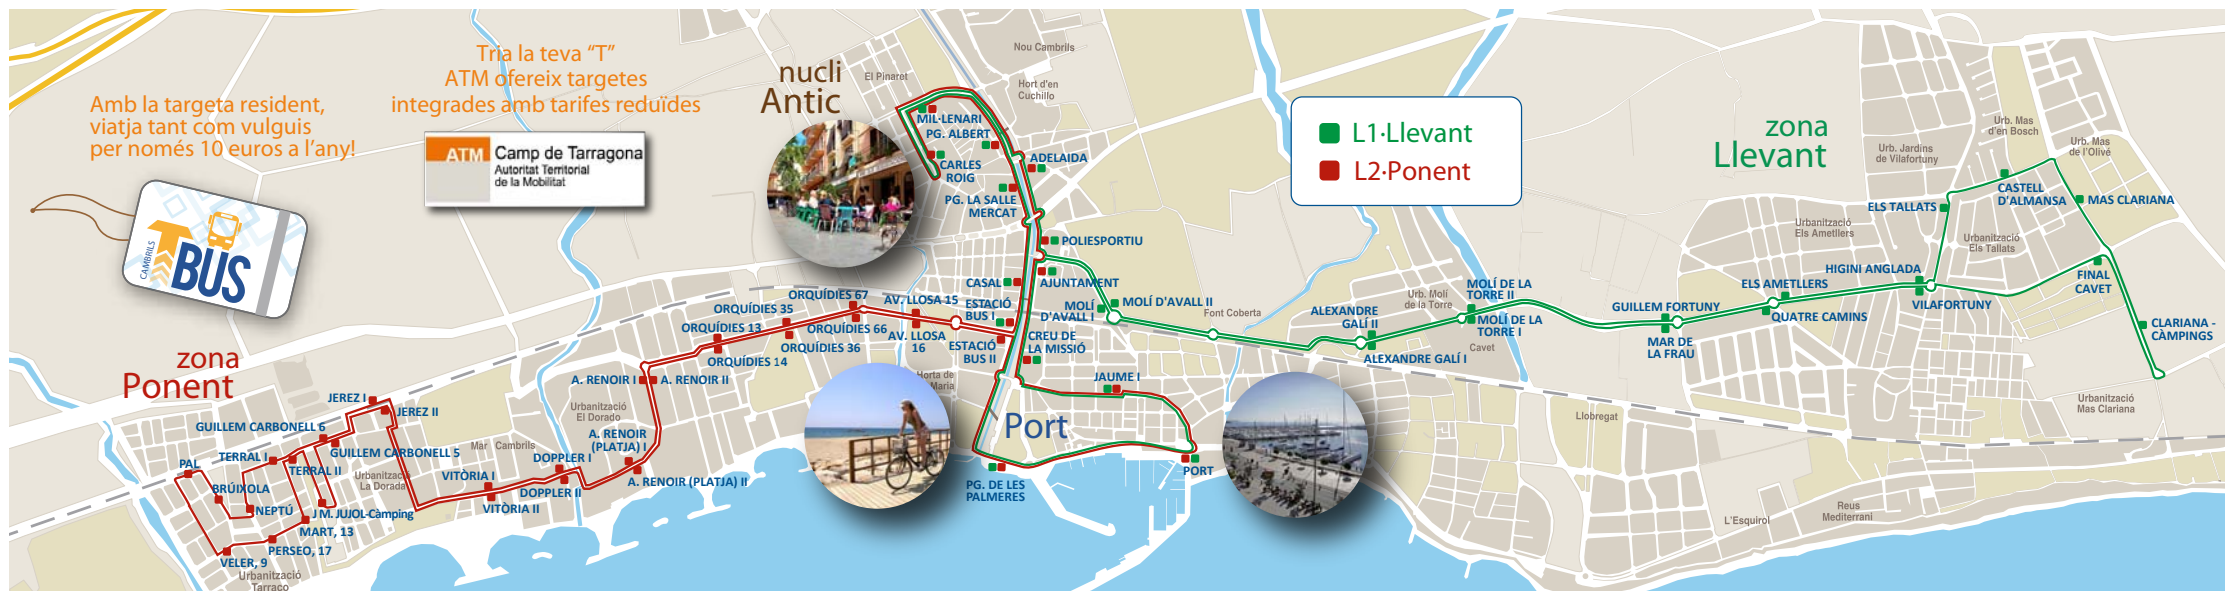 Amb la targeta resident,
viatja tant com vulguis
per només 10 euros a l'any!
CAMBRILS
BUS
Tria la teva "T"
ATM ofereix targetes
integrades amb tarifes reduïdes
ATM
Camp de Tarragona
Autoritat Territorial
de la Mobilitat
nucli
Antic
El Pinaret
Nou Cambrils
Hort d'en
Cuchillo
L1·Llevant
L2·Ponent
zona
Llevant
zona
Ponent
Port
MIL·LENARI
PG. ALBERT
CARLES
ROIG
ADELAIDA
PG. LA SALLE
MERCAT
POLIESPORTIU
CASAL
AJUNTAMENT
MOLÍ
D'AVALL I
MOLÍ D'AVALL II
Font Coberta
ESTACIÓ
BUS I
ESTACIÓ
BUS II
CREU DE
LA MISSIÓ
JAUME I
PORT
PG. DE LES
PALMERES
Horta de
Maria
AV. LLOSA 15
AV. LLOSA
16
ORQUÍDIES 67
ORQUÍDIES 66
ORQUÍDIES 35
ORQUÍDIES 36
ORQUÍDIES 13
ORQUÍDIES 14
A. RENOIR I
A. RENOIR II
Urbanització
El Dorado
A. RENOIR
(PLATJA) I
A. RENOIR (PLATJA) II
DOPPLER I
DOPPLER II
Mar Cambrils
VITÒRIA I
VITÒRIA II
Urbanització
La Dorada
JEREZ I
JEREZ II
GUILLEM CARBONELL 6
GUILLEM CARBONELL 5
TERRAL I
TERRAL II
PAL
BRÚIXOLA
NEPTÚ
J M. JUJOL-Càmping
MART, 13
PERSEO, 17
VELER, 9
Urbanització
Tarraco
ALEXANDRE
GALÍ II
ALEXANDRE GALÍ I
Urb. Molí
de la Torre
MOLÍ DE LA
TORRE II
MOLÍ DE LA
TORRE I
Cavet
GUILLEM FORTUNY
MAR DE
LA FRAU
ELS AMETLLERS
QUATRE CAMINS
HIGINI ANGLADA
VILAFORTUNY
Urbanització
Els Ametllers
Urb. Jardins
de Vilafortuny
Urb. Mas
d'en Bosch
Urb. Mas
de l'Olivé
ELS TALLATS
CASTELL
D'ALMANSA
MAS CLARIANA
Urbanització
Els Tallats
FINAL
CAVET
CLARIANA -
CÀMPINGS
Urbanització
Mas Clariana
Llobregat
L'Esquirol
Reus
Mediterrani